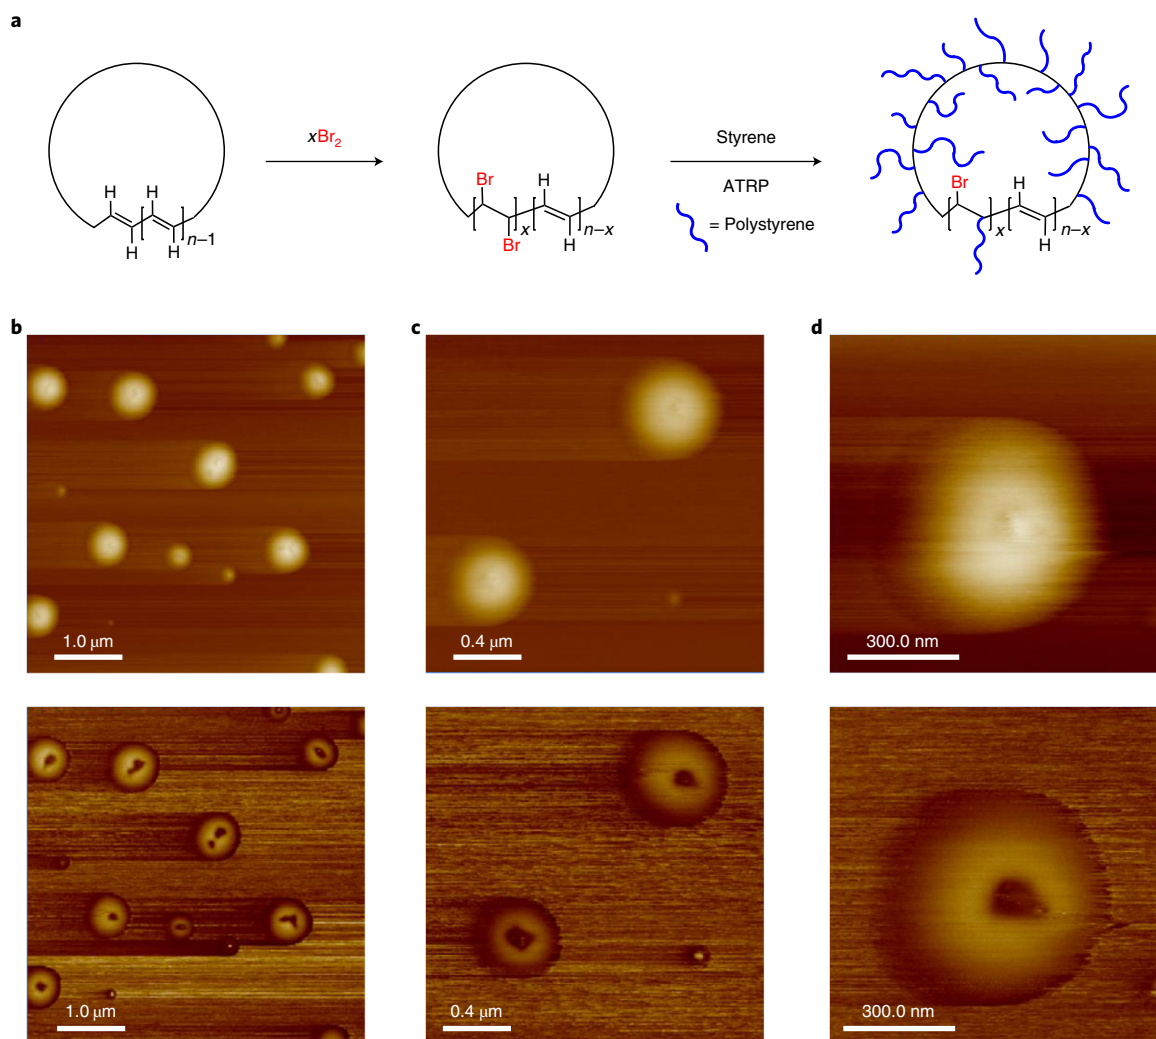 a
xBr2
Styrene
ATRP
= Polystyrene
H H
H H
n–1
Br
H
x
Br
H
n–x
Br
H
x
H
n–x
b
c
d
1.0 μm
0.4 μm
300.0 nm
1.0 μm
0.4 μm
300.0 nm